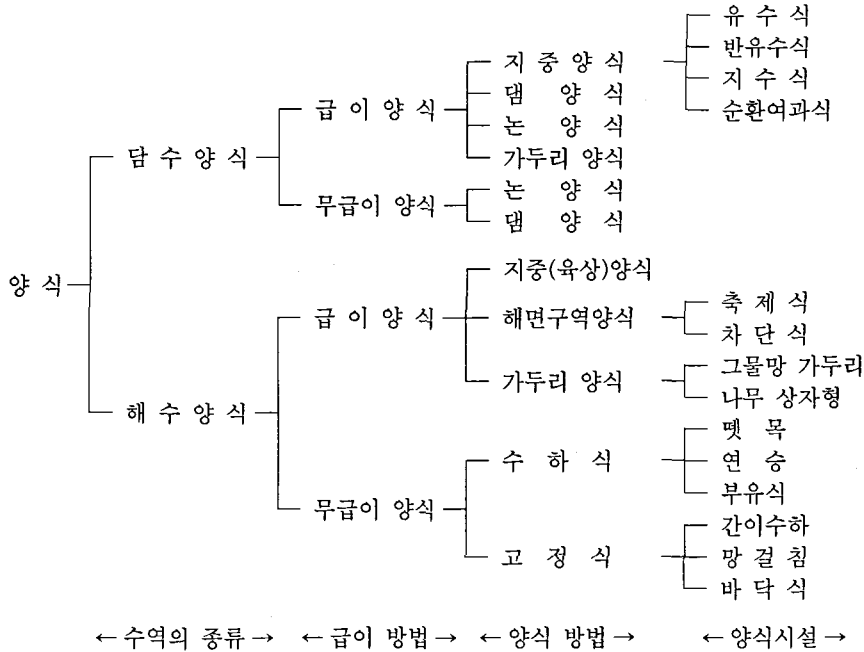 유 수 식
지 중 양 식 반유수식
댐 양 식 지 수 식
급 이 양 식 논 양 식 순환여과식
담 수 양 식 가두리 양식
무급이 양식 논 양 식
댐 양 식
양 식
지중(육상)양식
급 이 양 식 해면구역양식 축 제 식
차 단 식
가두리 양식 그물망 가두리
해 수 양 식 나무 상자형
수 하 식 뗏 목
연 승
무급이 양식 부유식
고 정 식 간이수하
망 걸 침
바 닥 식
← 수역의 종류 → ← 급이 방법 → ← 양식 방법 → ← 양식시설 →